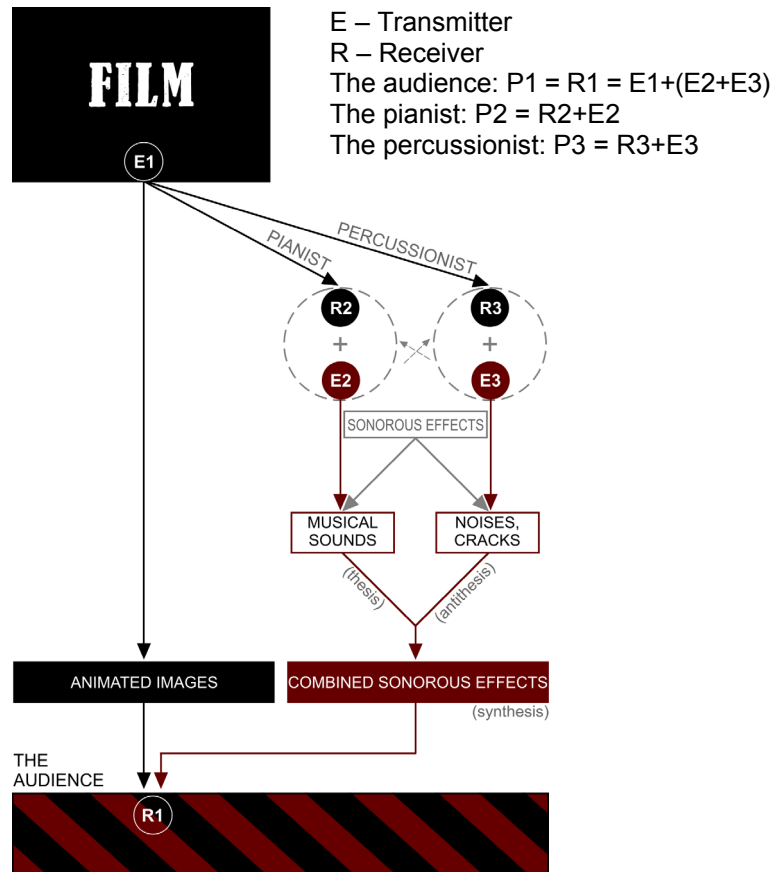 FILM
E1
E – Transmitter
R – Receiver
The audience: P1 = R1 = E1+(E2+E3)
The pianist: P2 = R2+E2
The percussionist: P3 = R3+E3
PIANIST
PERCUSSIONIST
R2
+
E2
R3
+
E3
SONOROUS EFFECTS
MUSICAL
SOUNDS
NOISES,
CRACKS
(thesis)
(antithesis)
ANIMATED IMAGES
COMBINED SONOROUS EFFECTS
(synthesis)
THE
AUDIENCE
R1